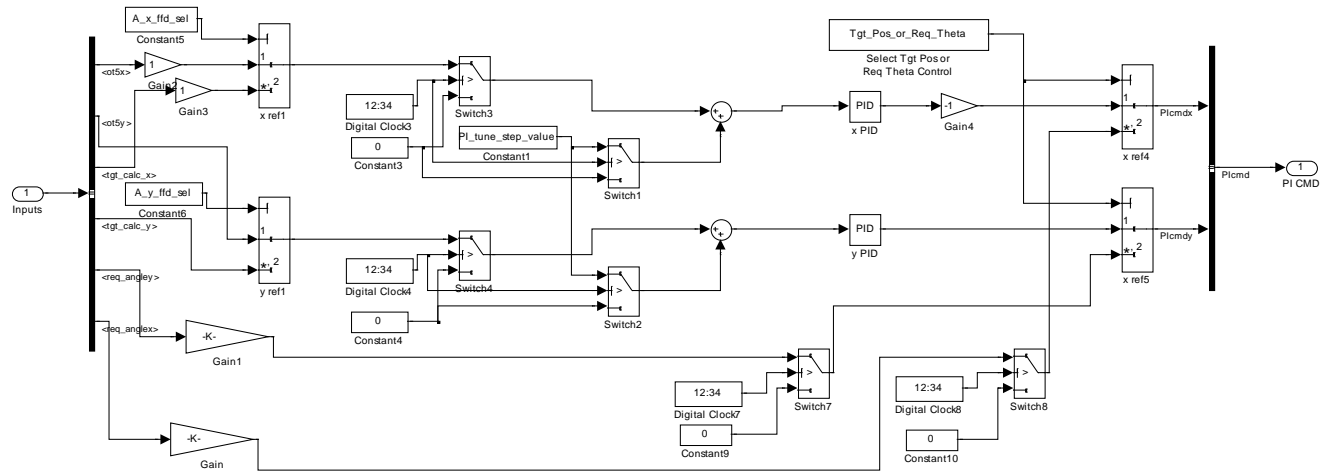 A_x_ffd_sel
Constant5
<ot5x>
1
Gain2
1
Gain3
1
*, 2
x ref1
<ot5y>
<tgt_calc_x>
1
Inputs
A_y_ffd_sel
Constant6
<tgt_calc_y>
1
*, 2
y ref1
<req_angley>
<req_anglex>
-K-
Gain1
-K-
Gain
12:34
Digital Clock3
0
Constant3
>
Switch3
PI_tune_step_value
Constant1
>
Switch1
12:34
Digital Clock4
0
Constant4
>
Switch4
>
Switch2
+
+
+
+
Tgt_Pos_or_Req_Theta
Select Tgt Pos or
Req Theta Control
PID
x PID
-1
Gain4
PID
y PID
1
*, 2
x ref4
1
*, 2
x ref5
PIcmdx
PIcmdy
PIcmd
1
PI CMD
12:34
Digital Clock7
0
Constant9
>
Switch7
12:34
Digital Clock8
0
Constant10
>
Switch8